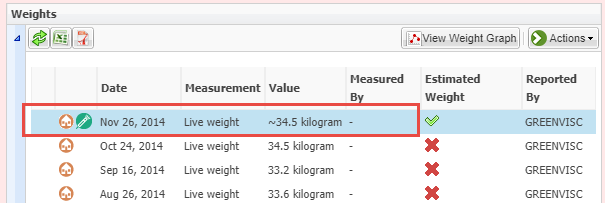 Weights
View Weight Graph Actions
Date Measurement Value Measured By Estimated Weight Reported By
Nov 26, 2014 Live weight ~34.5 kilogram - GREENVISC
Oct 24, 2014 Live weight 34.5 kilogram - GREENVISC
Sep 16, 2014 Live weight 33.2 kilogram - GREENVISC
Aug 26, 2014 Live weight 33.6 kilogram - GREENVISC